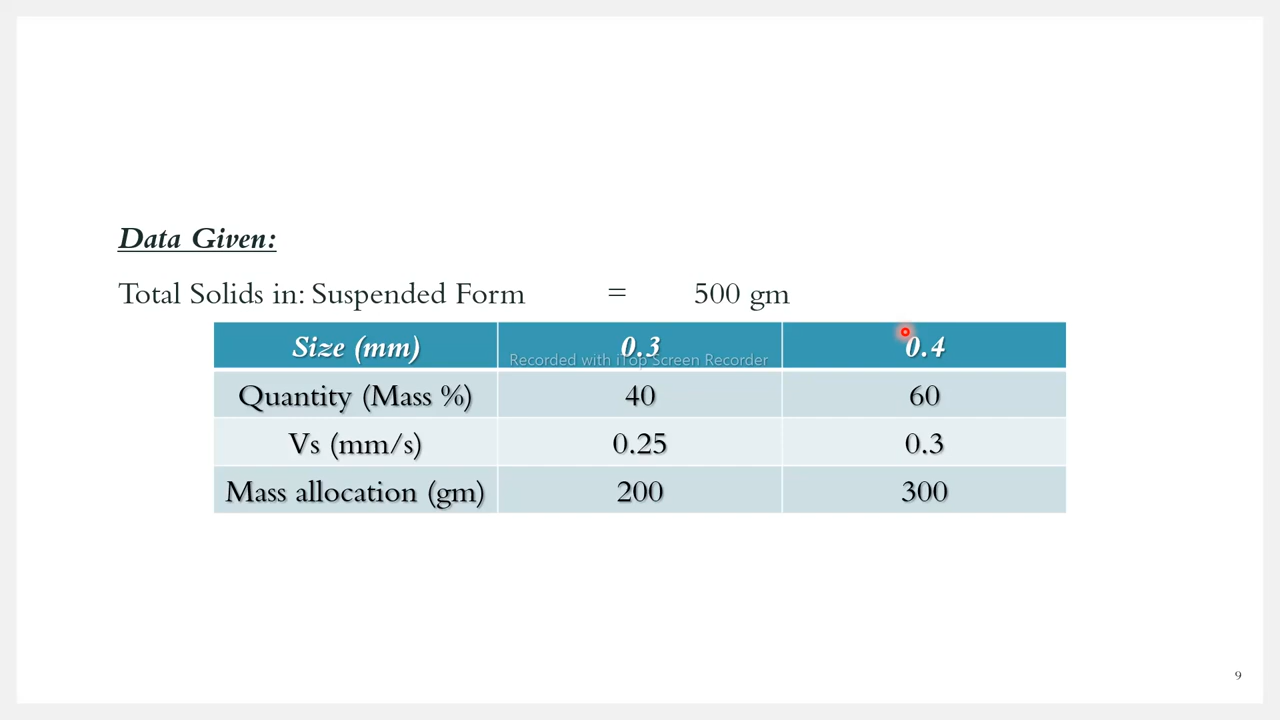 Data Given:
Total Solids in: Suspended Form = 500 gm
Size (mm) 0.3 0.4
Recorded with iTop Screen Recorder
Quantity (Mass %) 40 60
Vs (mm/s) 0.25 0.3
Mass allocation (gm) 200 300
9